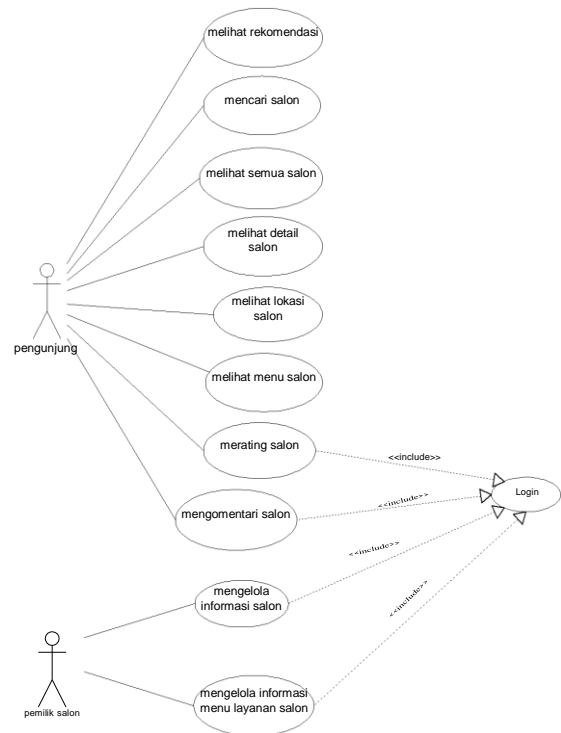 melihat rekomendasi
mencari salon
melihat semua salon
melihat detail
salon
melihat lokasi
salon
pengunjung
melihat menu salon
merating salon
<<include>>
Login
mengomentari salon
<<include>>
<<include>>
mengelola
informasi salon
<<include>>
mengelola informasi
menu layanan salon
pemilik salon